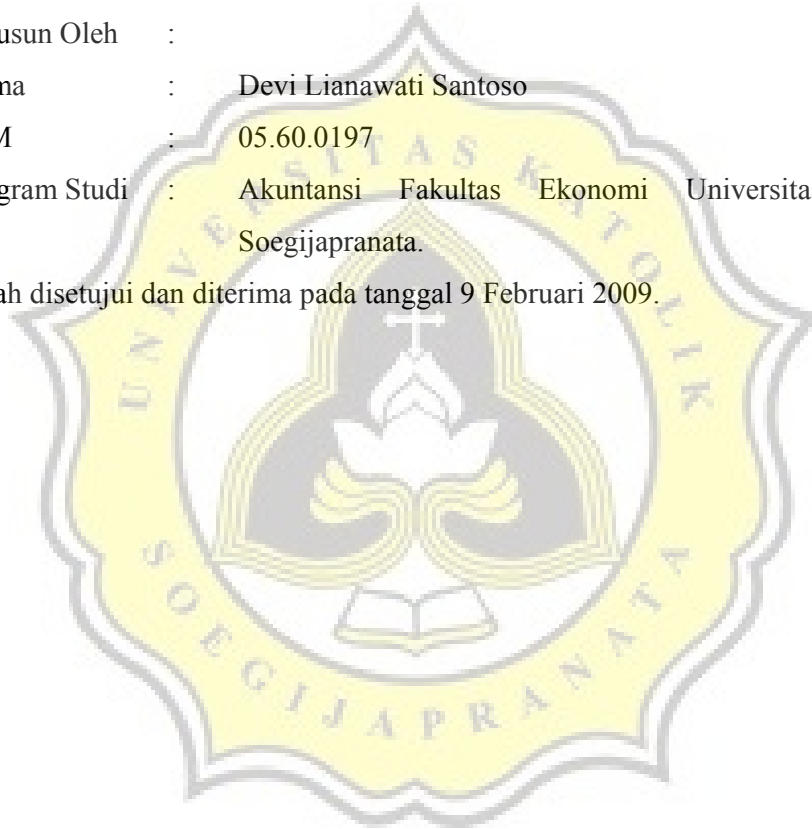 usun Oleh :
ma : Devi Lianawati Santoso
M : 05.60.0197
gram Studi : Akuntansi Fakultas Ekonomi Universita
Soegijapranata.
ah disetujui dan diterima pada tanggal 9 Februari 2009.
UNIVERSITAS KATOLIK
SOEGIJAPRANATA